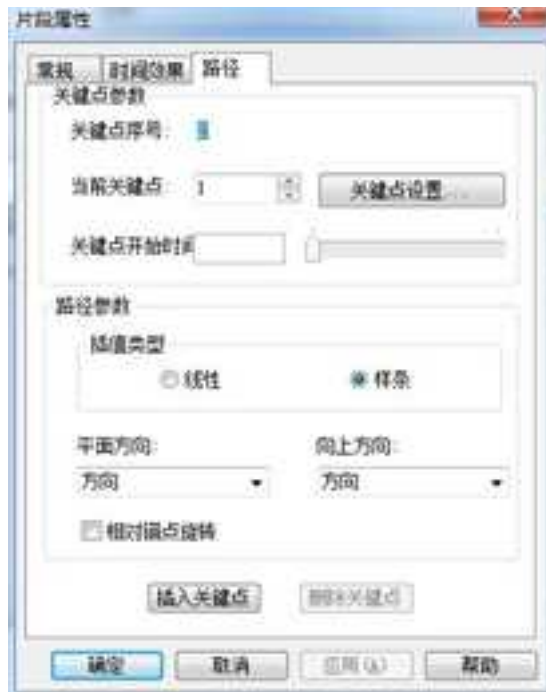 片段属性
常规 时间效果 路径
关键点参数
关键点序号: 1
当前关键点: 1 关键点设置...
关键点开始时间
路径参数
插值类型
线性 样条
平面方向: 向上方向:
方向 方向
相对锚点旋转
插入关键点 删除关键点
确定 取消 应用(A) 帮助